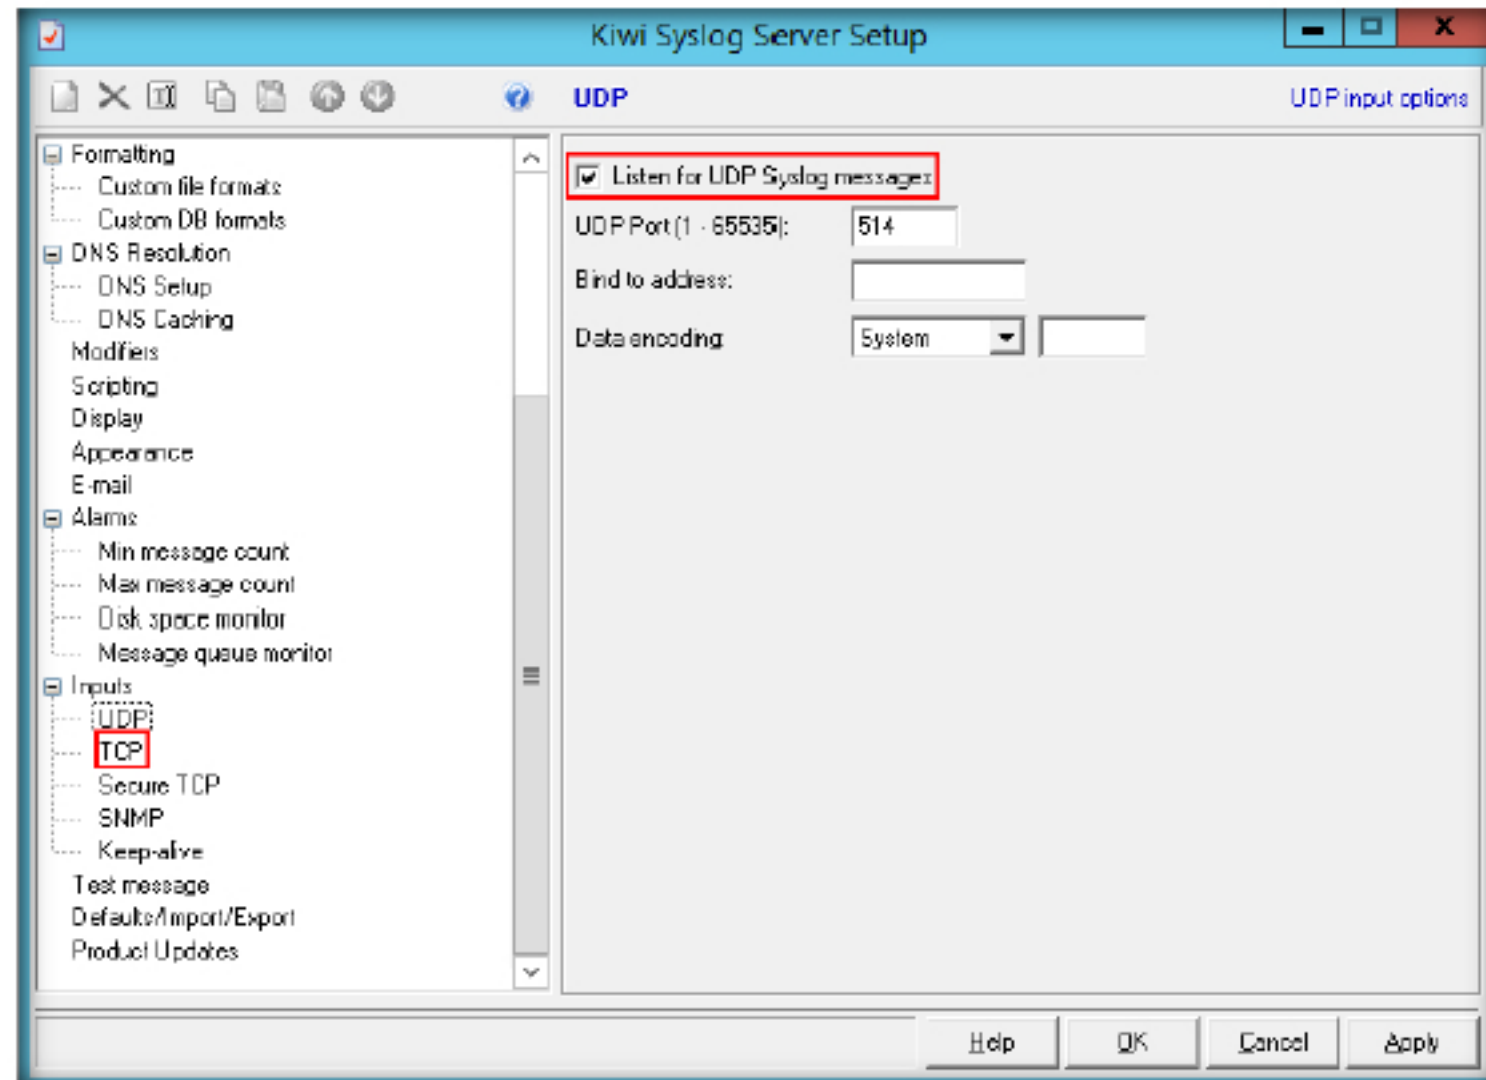 Kiwi Syslog Server Setup
UDP
UDP input options
Formatting
Custom file formats
Custom DB formats
DNS Resolution
DNS Setup
DNS Caching
Modifiers
Scripting
Display
Appearance
E-mail
Alarms
Min message count
Max message count
Disk space monitor
Message queue monitor
Inputs
UDP
TCP
Secure TCP
SNMP
Keep-alive
Test message
Defaults/Import/Export
Product Updates
Listen for UDP Syslog messages
UDP Port (1 - 65535):
514
Bind to address:
Data encoding:
System
Help
OK
Cancel
Apply